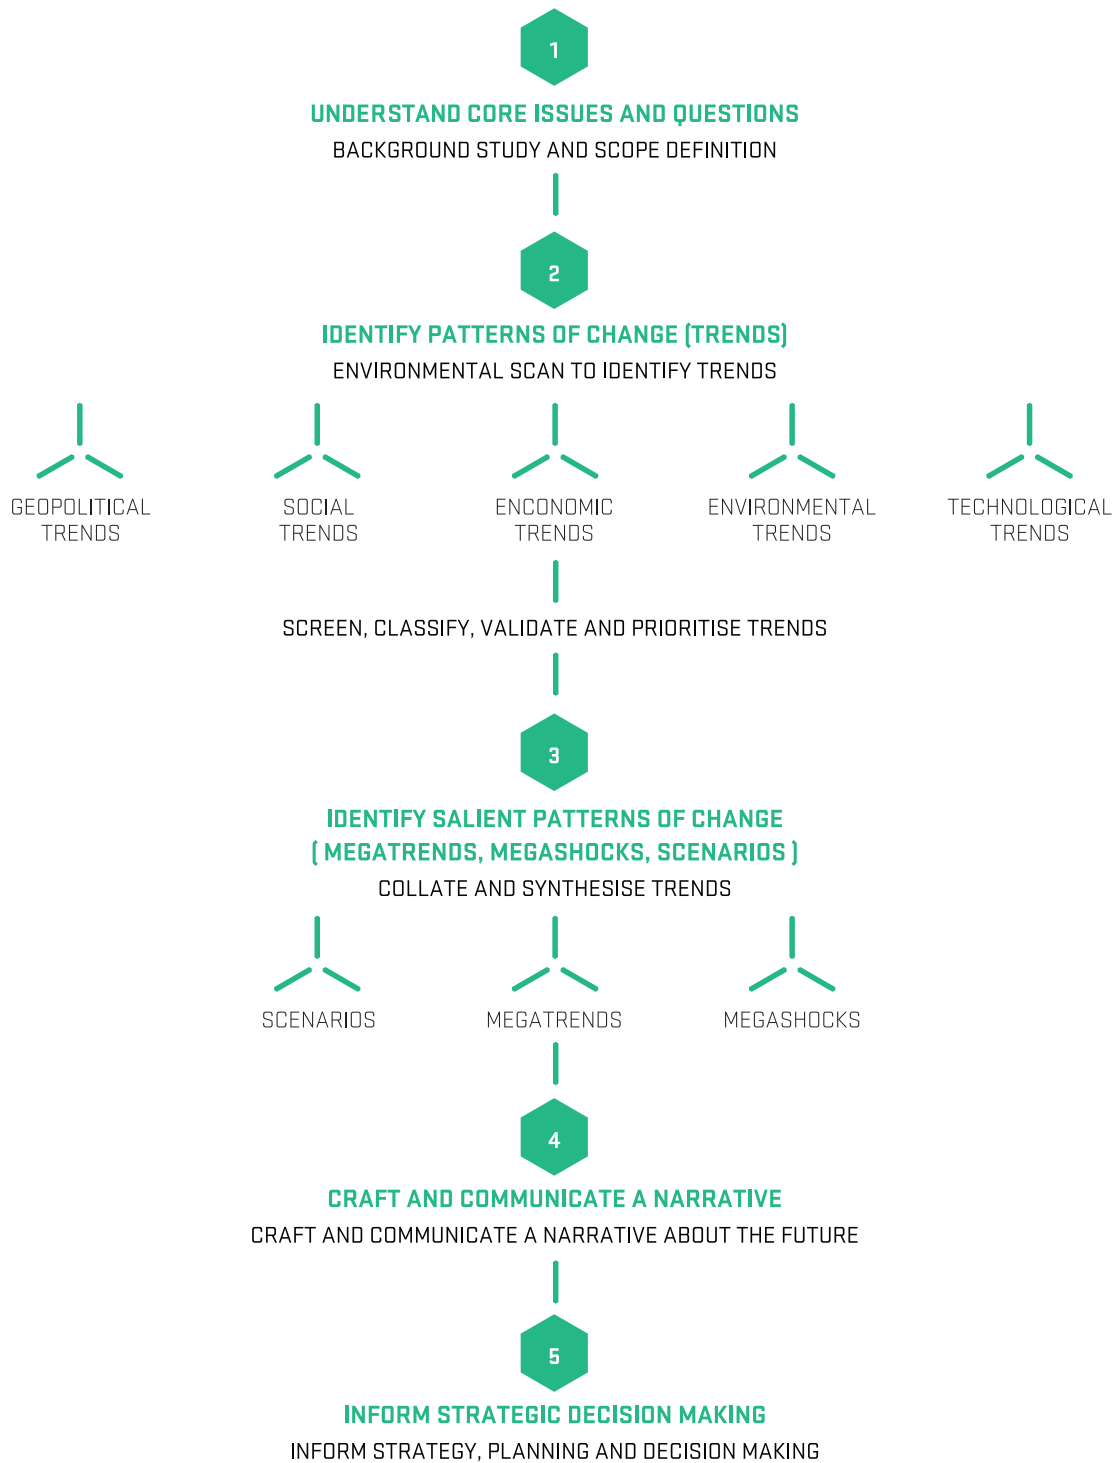 1
UNDERSTAND CORE ISSUES AND QUESTIONS
BACKGROUND STUDY AND SCOPE DEFINITION
2
IDENTIFY PATTERNS OF CHANGE (TRENDS)
ENVIRONMENTAL SCAN TO IDENTIFY TRENDS
GEOPOLITICAL
TRENDS
SOCIAL
TRENDS
ENCONOMIC
TRENDS
ENVIRONMENTAL
TRENDS
TECHNOLOGICAL
TRENDS
SCREEN, CLASSIFY, VALIDATE AND PRIORITISE TRENDS
3
IDENTIFY SALIENT PATTERNS OF CHANGE
( MEGATRENDS, MEGASHOCKS, SCENARIOS )
COLLATE AND SYNTHESISE TRENDS
SCENARIOS
MEGATRENDS
MEGASHOCKS
4
CRAFT AND COMMUNICATE A NARRATIVE
CRAFT AND COMMUNICATE A NARRATIVE ABOUT THE FUTURE
5
INFORM STRATEGIC DECISION MAKING
INFORM STRATEGY, PLANNING AND DECISION MAKING